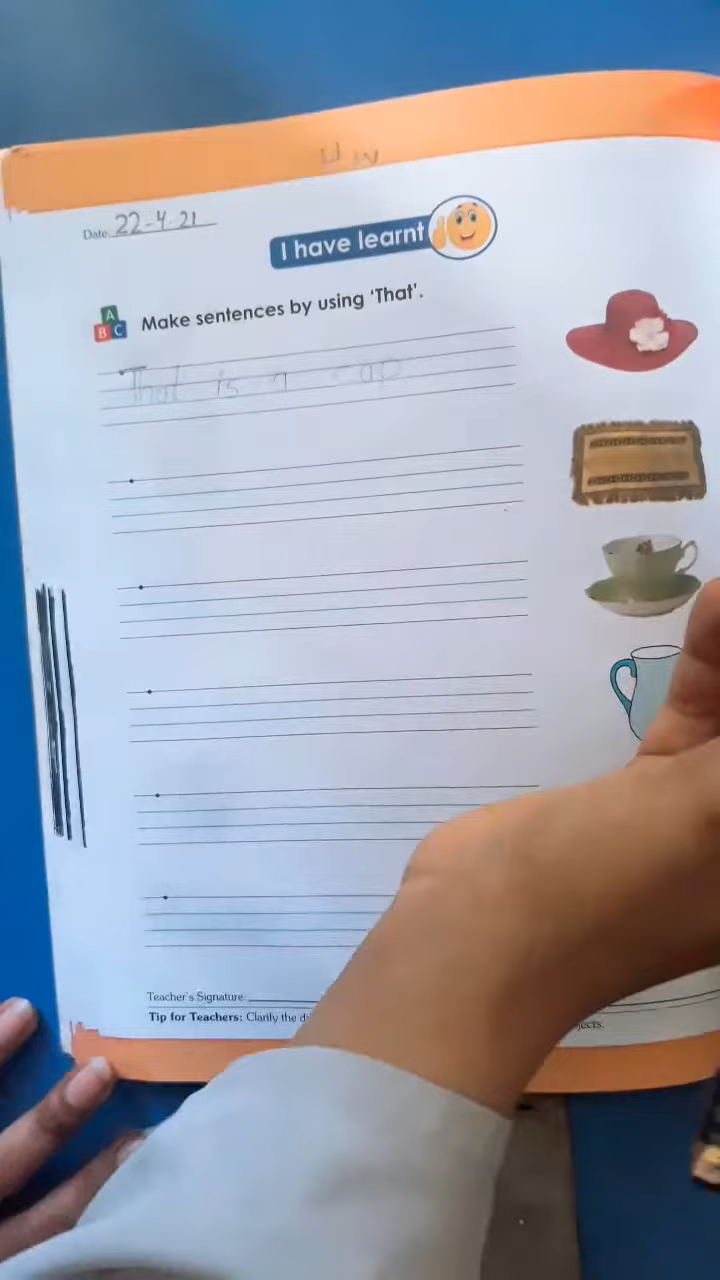 H W
Date: 22-4-21
I have learnt
A
B C
Make sentences by using 'That'.
That is a cap
Teacher's Signature
Tip for Teachers: Clarify the
jects.